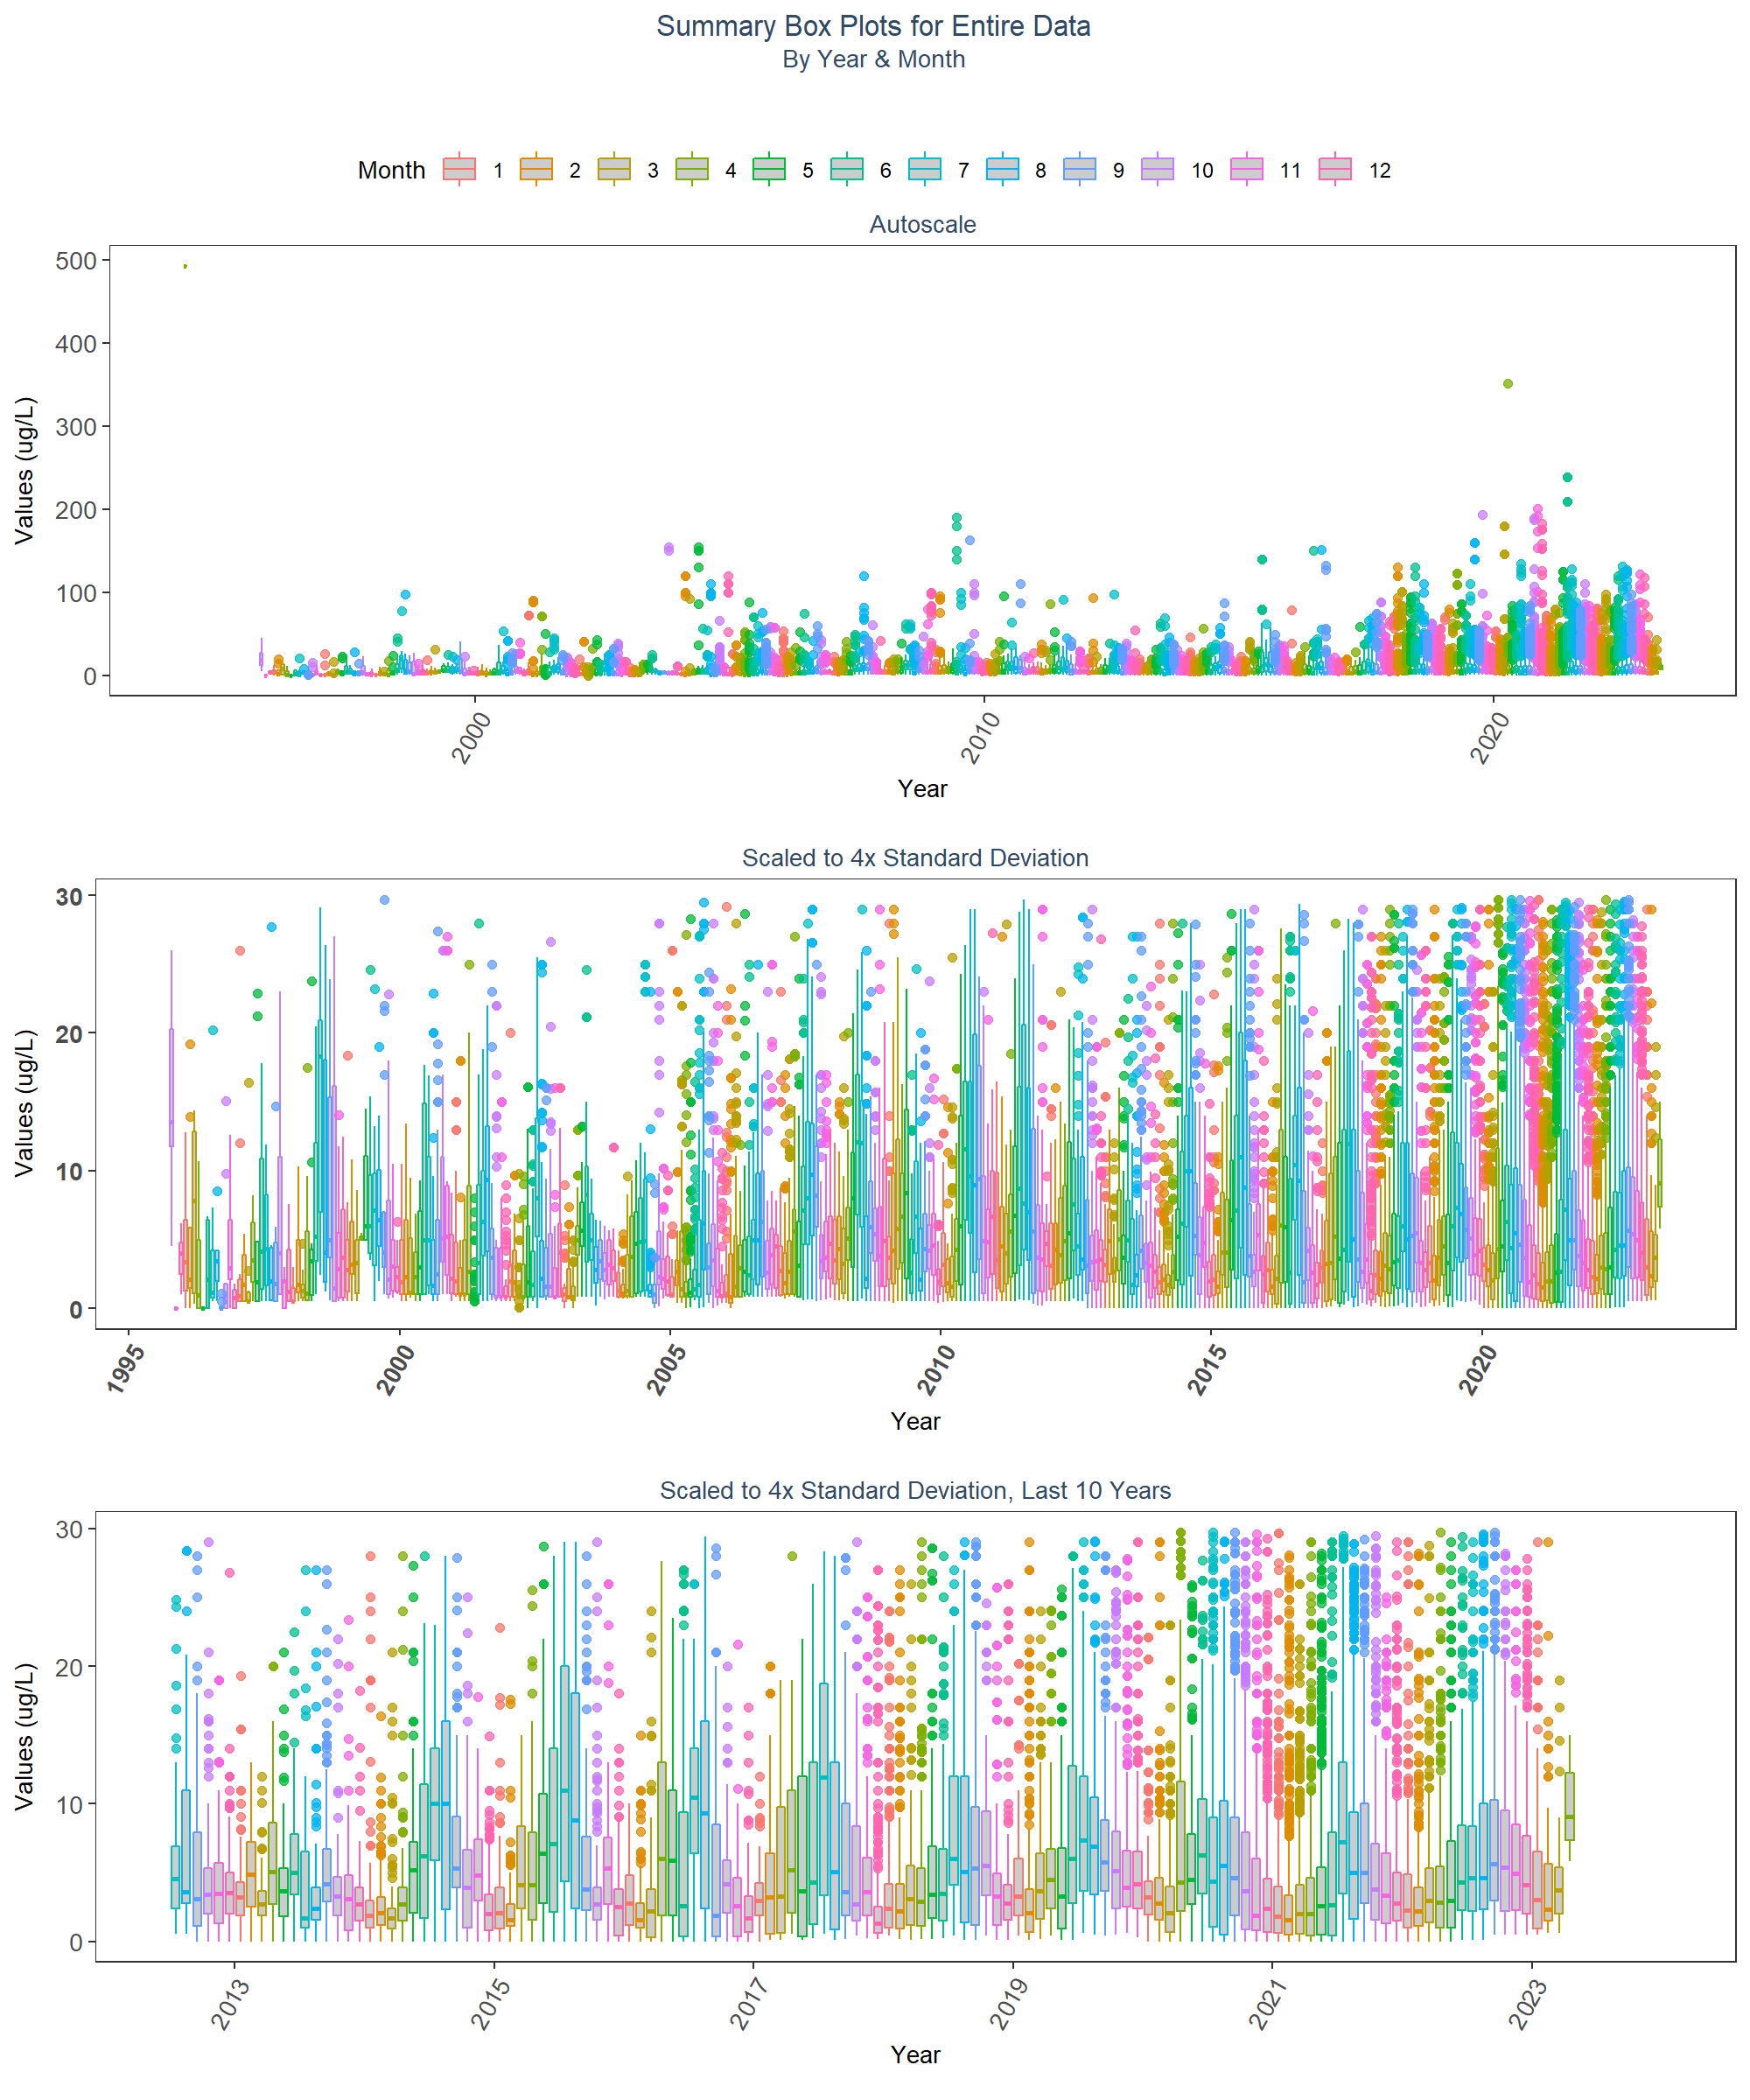 Summary Box Plots for Entire Data
By Year & Month
Month 1 2 3 4 5 6 7 8 9 10 11 12
Autoscale
500
400
300
200
100
0
Values (ug/L)
2000 2010 2020
Year
Scaled to 4x Standard Deviation
30
20
10
0
Values (ug/L)
1995 2000 2005 2010 2015 2020
Year
Scaled to 4x Standard Deviation, Last 10 Years
30
20
10
0
Values (ug/L)
2013 2015 2017 2019 2021 2023
Year